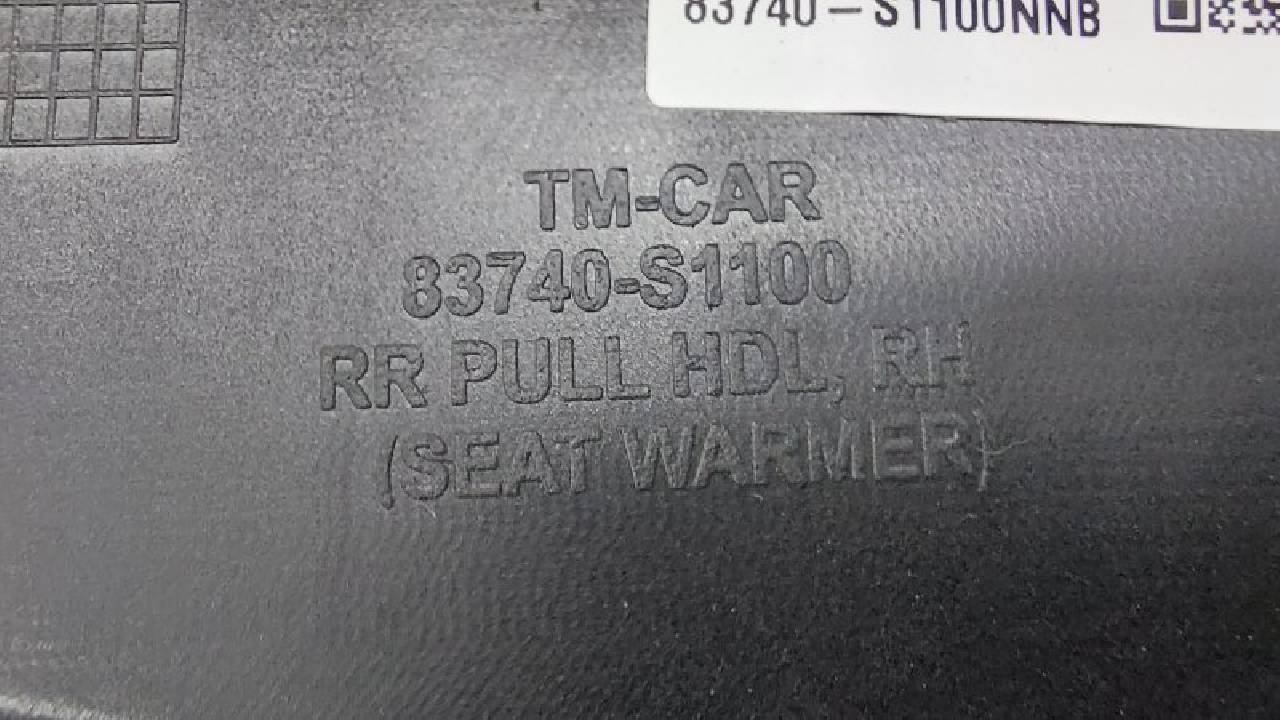 83740-S1100NNB
TM-CAR
83740-S1100
RR PULL HDL, RH
(SEAT WARMER)